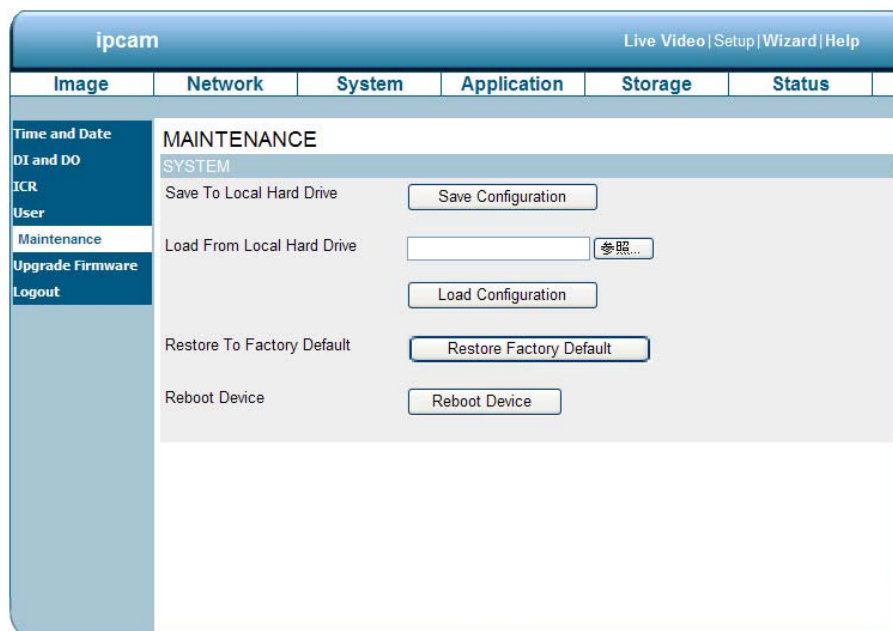 ipcam
Live Video|Setup|Wizard|Help
Image Network System Application Storage Status
Time and Date
DI and DO
ICR
User
Maintenance
Upgrade Firmware
Logout
MAINTENANCE
SYSTEM
Save To Local Hard Drive Save Configuration
Load From Local Hard Drive 参照...
Load Configuration
Restore To Factory Default Restore Factory Default
Reboot Device Reboot Device